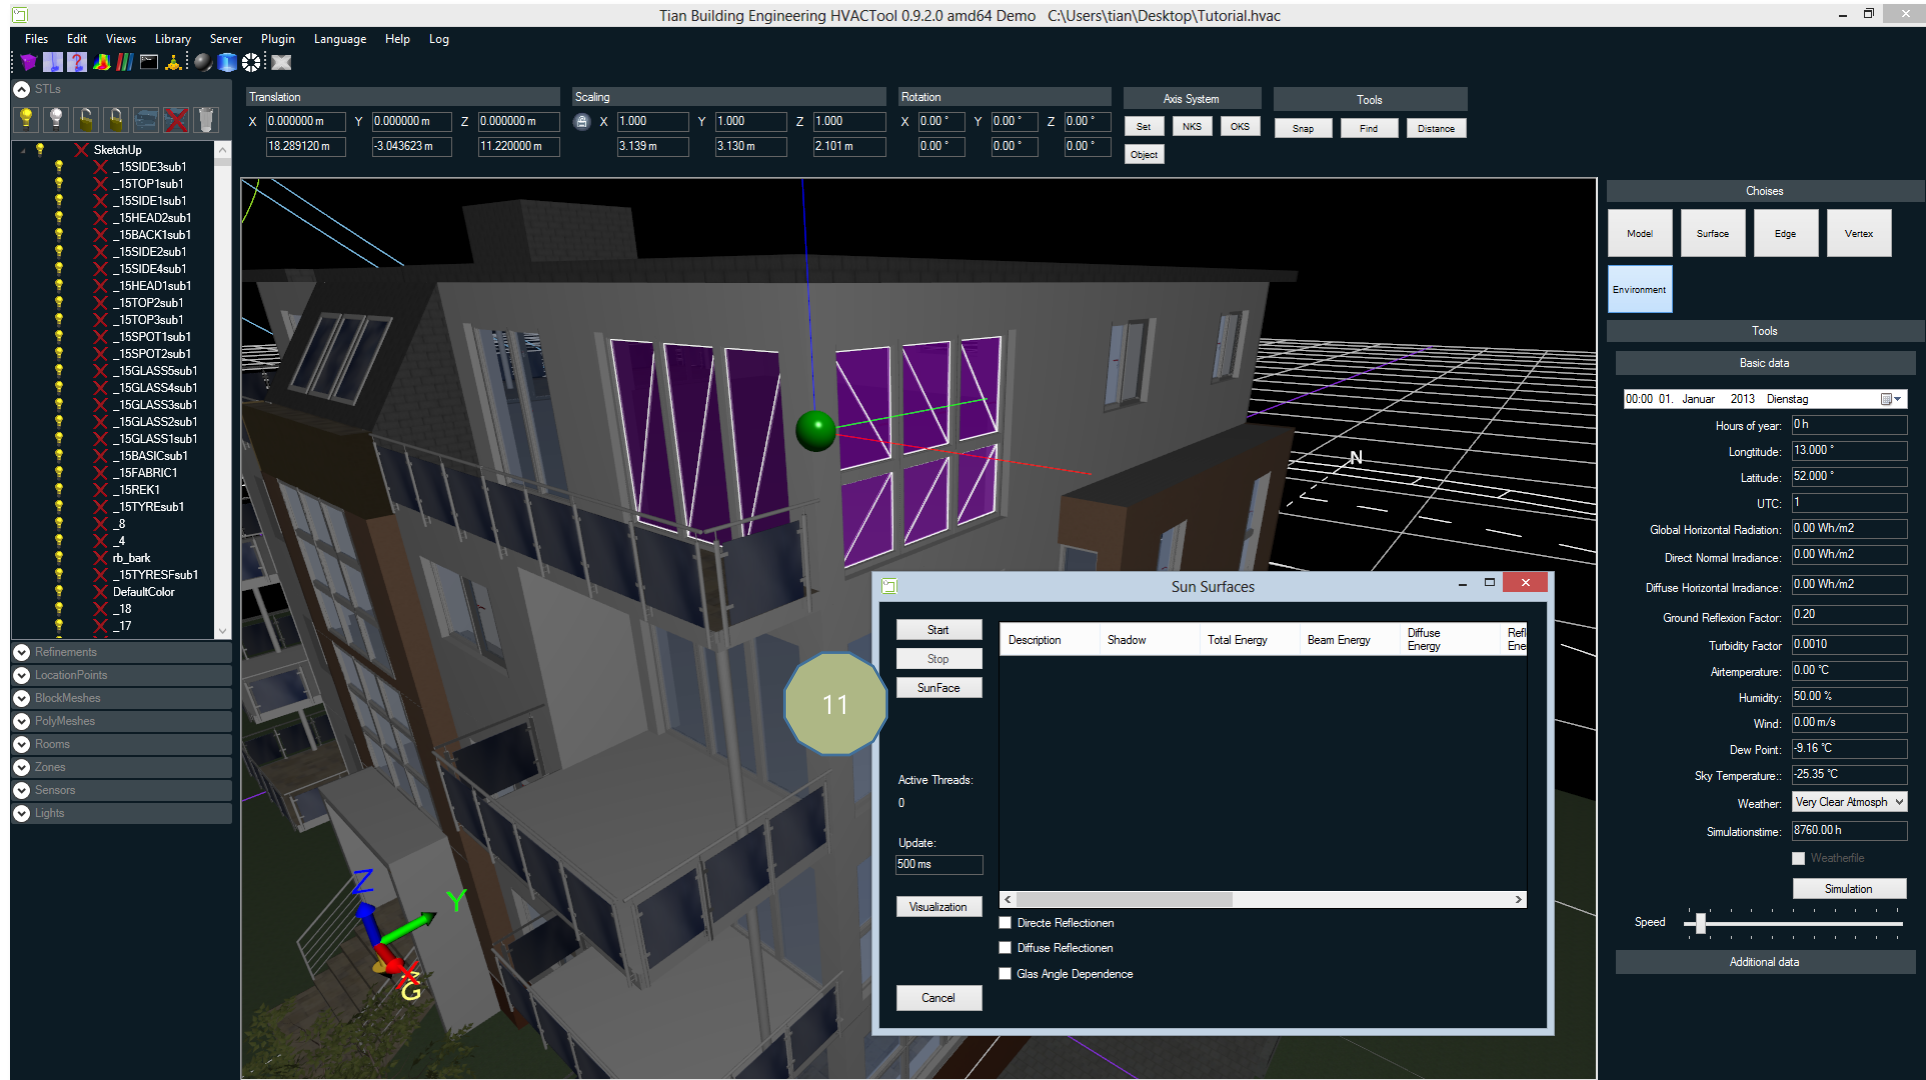 Tian Building Engineering HVACTool 0.9.2.0 amd64 Demo C:\Users\tian\Desktop\Tutorial.hvac
Files Edit Views Library Server Plugin Language Help Log
STLs
SketchUp
_15SIDE3sub1
_15TOP1sub1
_15SIDE1sub1
_15HEAD2sub1
_15BACK1sub1
_15SIDE2sub1
_15SIDE4sub1
_15HEAD1sub1
_15TOP2sub1
_15TOP3sub1
_15SPOT1sub1
_15SPOT2sub1
_15GLASS5sub1
_15GLASS4sub1
_15GLASS3sub1
_15GLASS2sub1
_15GLASS1sub1
_15BASICsub1
_15FABRIC1
_15REK1
_15TYREsub1
_8
_4
rb_bark
_15TYRESFsub1
DefaultColor
_18
_17
Refinements
LocationPoints
BlockMeshes
PolyMeshes
Rooms
Zones
Sensors
Lights
Translation
X 0.000000 m Y 0.000000 m Z 0.000000 m
18.289120 m -3.043623 m 11.220000 m
Scaling
X 1.000 Y 1.000 Z 1.000
3.139 m 3.130 m 2.101 m
Rotation
X 0.00 ° Y 0.00 ° Z 0.00 °
0.00 ° 0.00 ° 0.00 °
Axis System
Set NKS OKS
Object
Tools
Snap Find Distance
N
Z
Y
X
G
11
Sun Surfaces
Start
Stop
SunFace
Active Threads:
0
Update:
500 ms
Visualization
Cancel
Description Shadow Total Energy Beam Energy Diffuse Energy Refl Ene
Directe Reflectionen
Diffuse Reflectionen
Glas Angle Dependence
Choises
Model Surface Edge Vertex
Environment
Tools
Basic data
00:00 01. Januar 2013 Dienstag
Hours of year: 0 h
Longtitude: 13.000 °
Latitude: 52.000 °
UTC: 1
Global Horizontal Radiation: 0.00 Wh/m2
Direct Normal Irradiance: 0.00 Wh/m2
Diffuse Horizontal Irradiance: 0.00 Wh/m2
Ground Reflexion Factor: 0.20
Turbidity Factor 0.0010
Airtemperature: 0.00 °C
Humidity: 50.00 %
Wind: 0.00 m/s
Dew Point: -9.16 °C
Sky Temperature:: -25.35 °C
Weather: Very Clear Atmosph
Simulationstime: 8760.00 h
Weatherfile
Simulation
Speed
Additional data